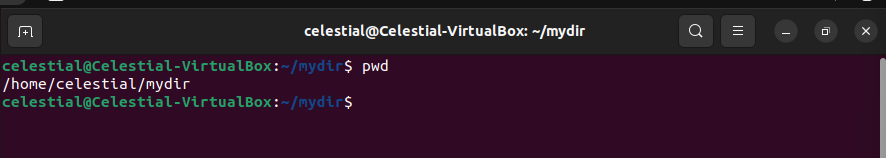 celestial@Celestial-VirtualBox: ~/mydir
celestial@Celestial-VirtualBox:~/mydir$ pwd
/home/celestial/mydir
celestial@Celestial-VirtualBox:~/mydir$